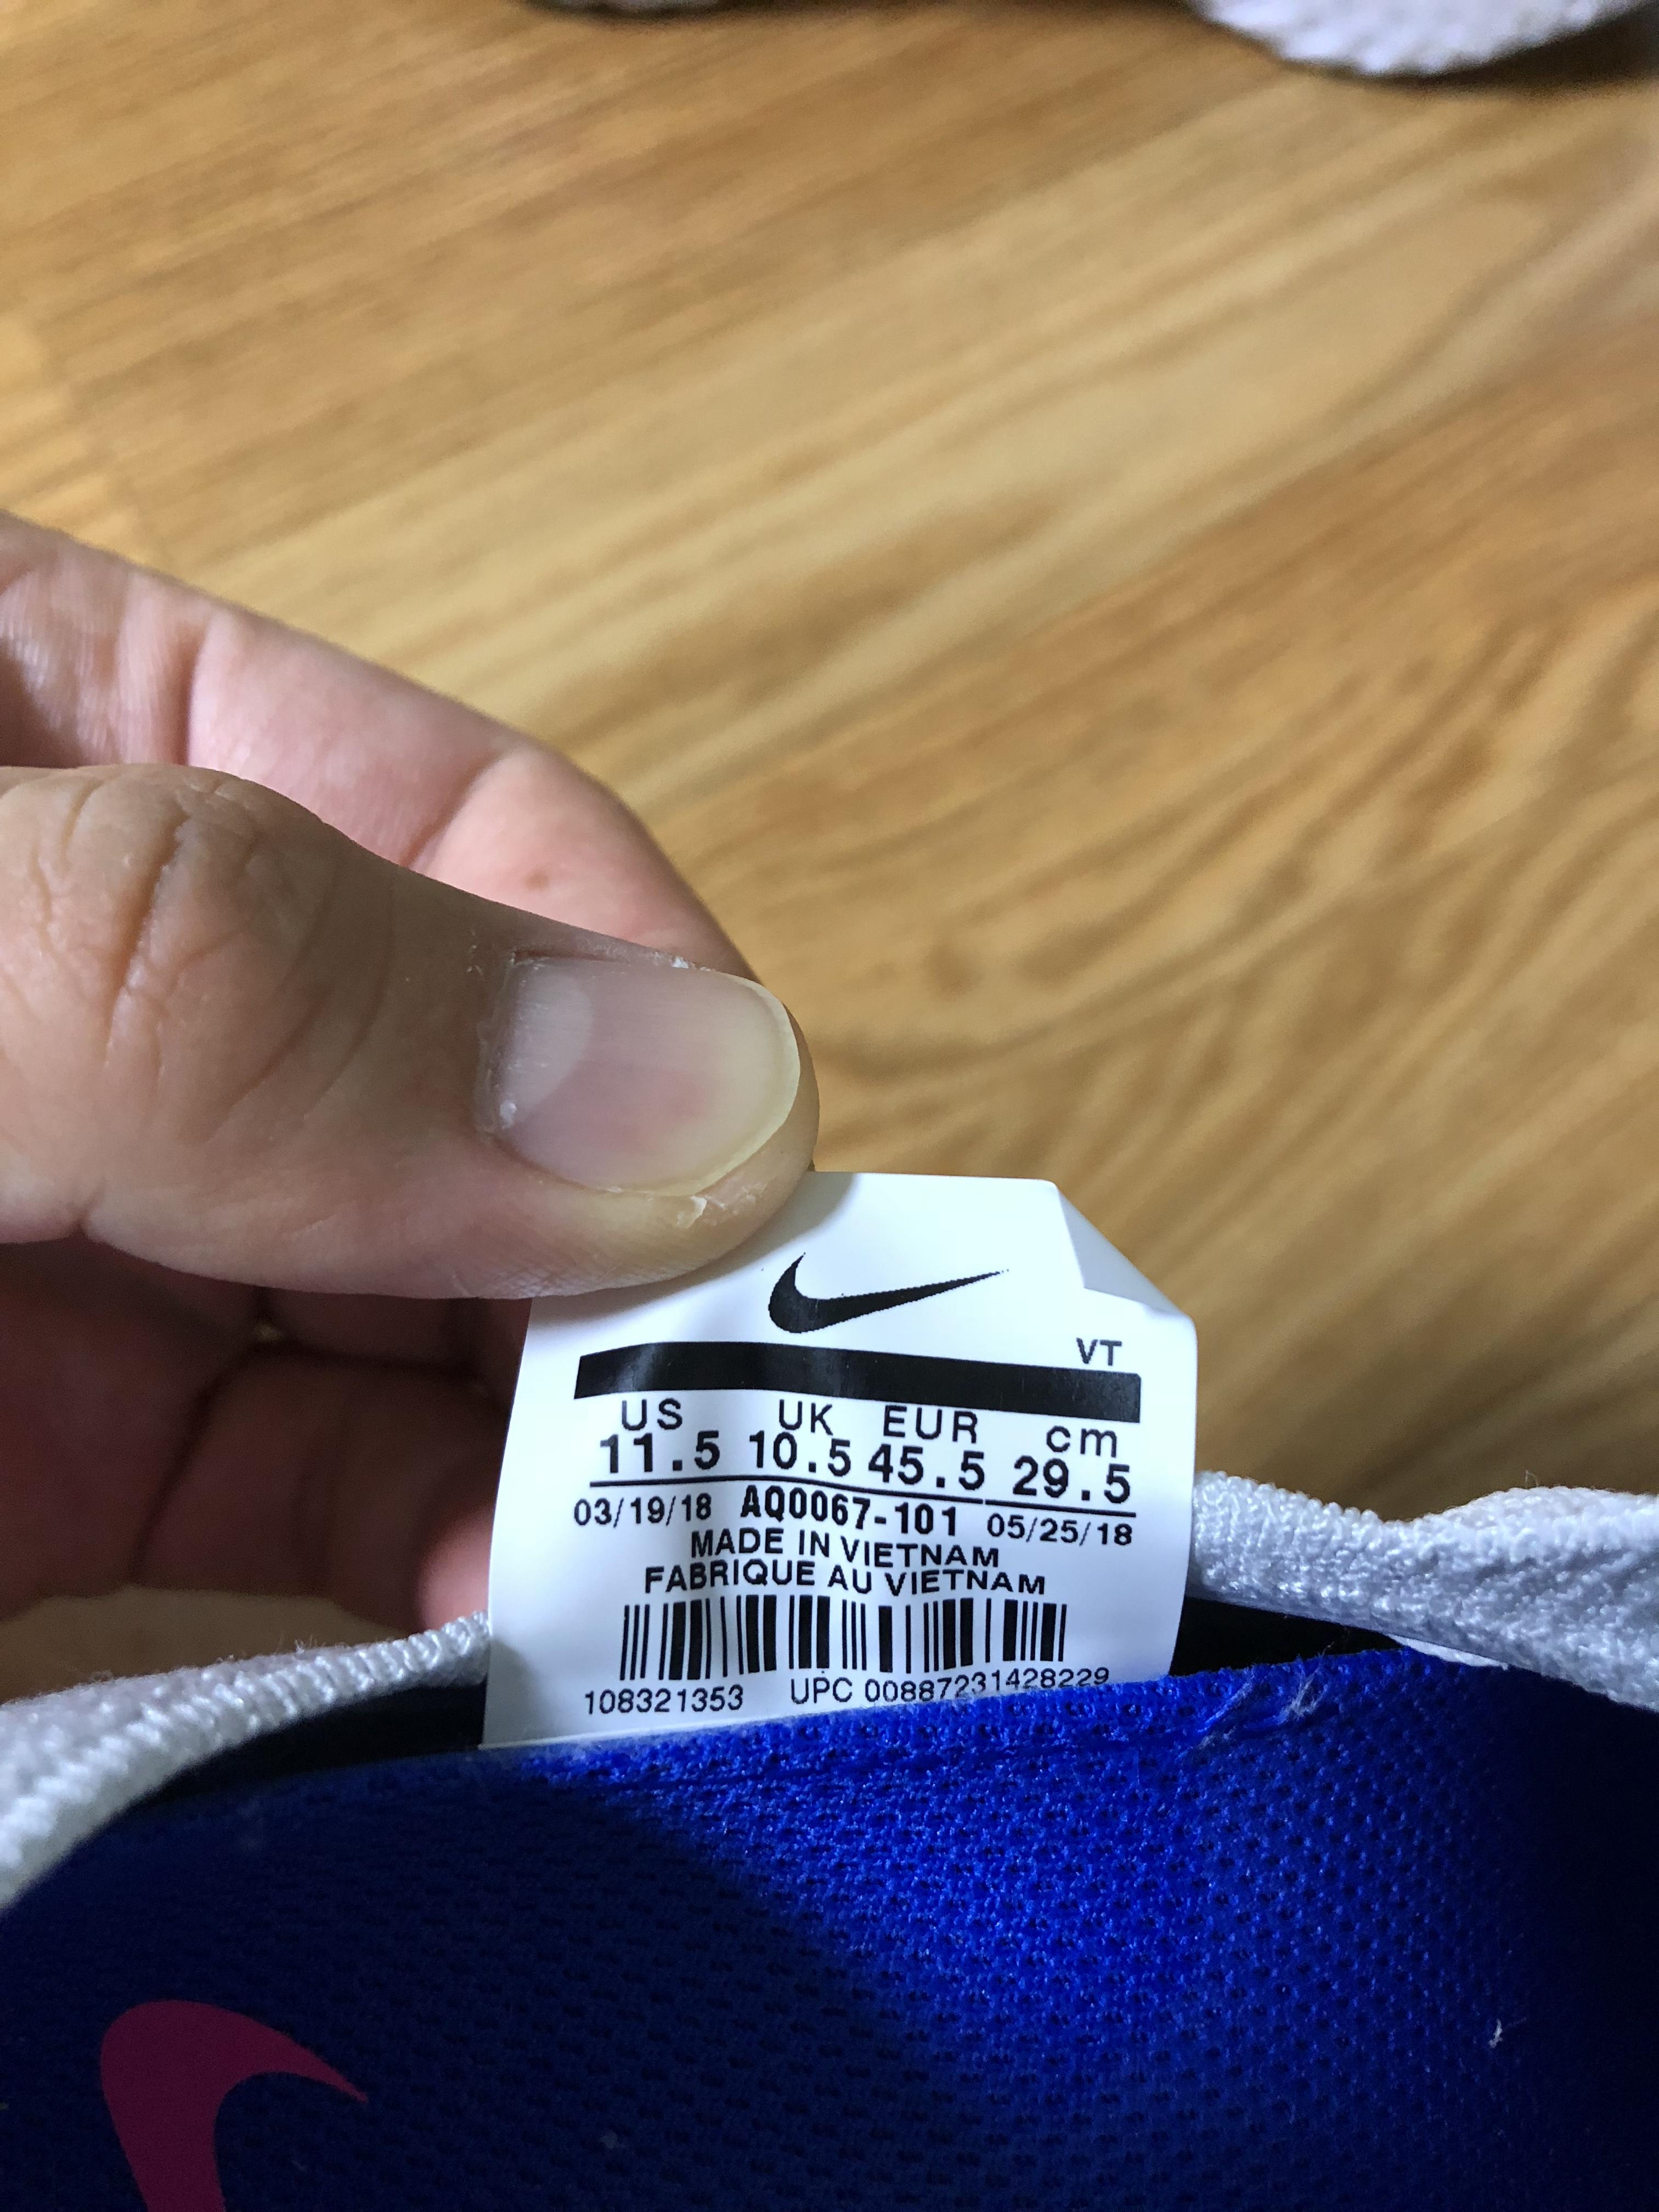 VT
US UK EUR cm
11.5 10.5 45.5 29.5
03/19/18 AQ0067-101 05/25/18
MADE IN VIETNAM
FABRIQUE AU VIETNAM
108321353 UPC 00887231428229